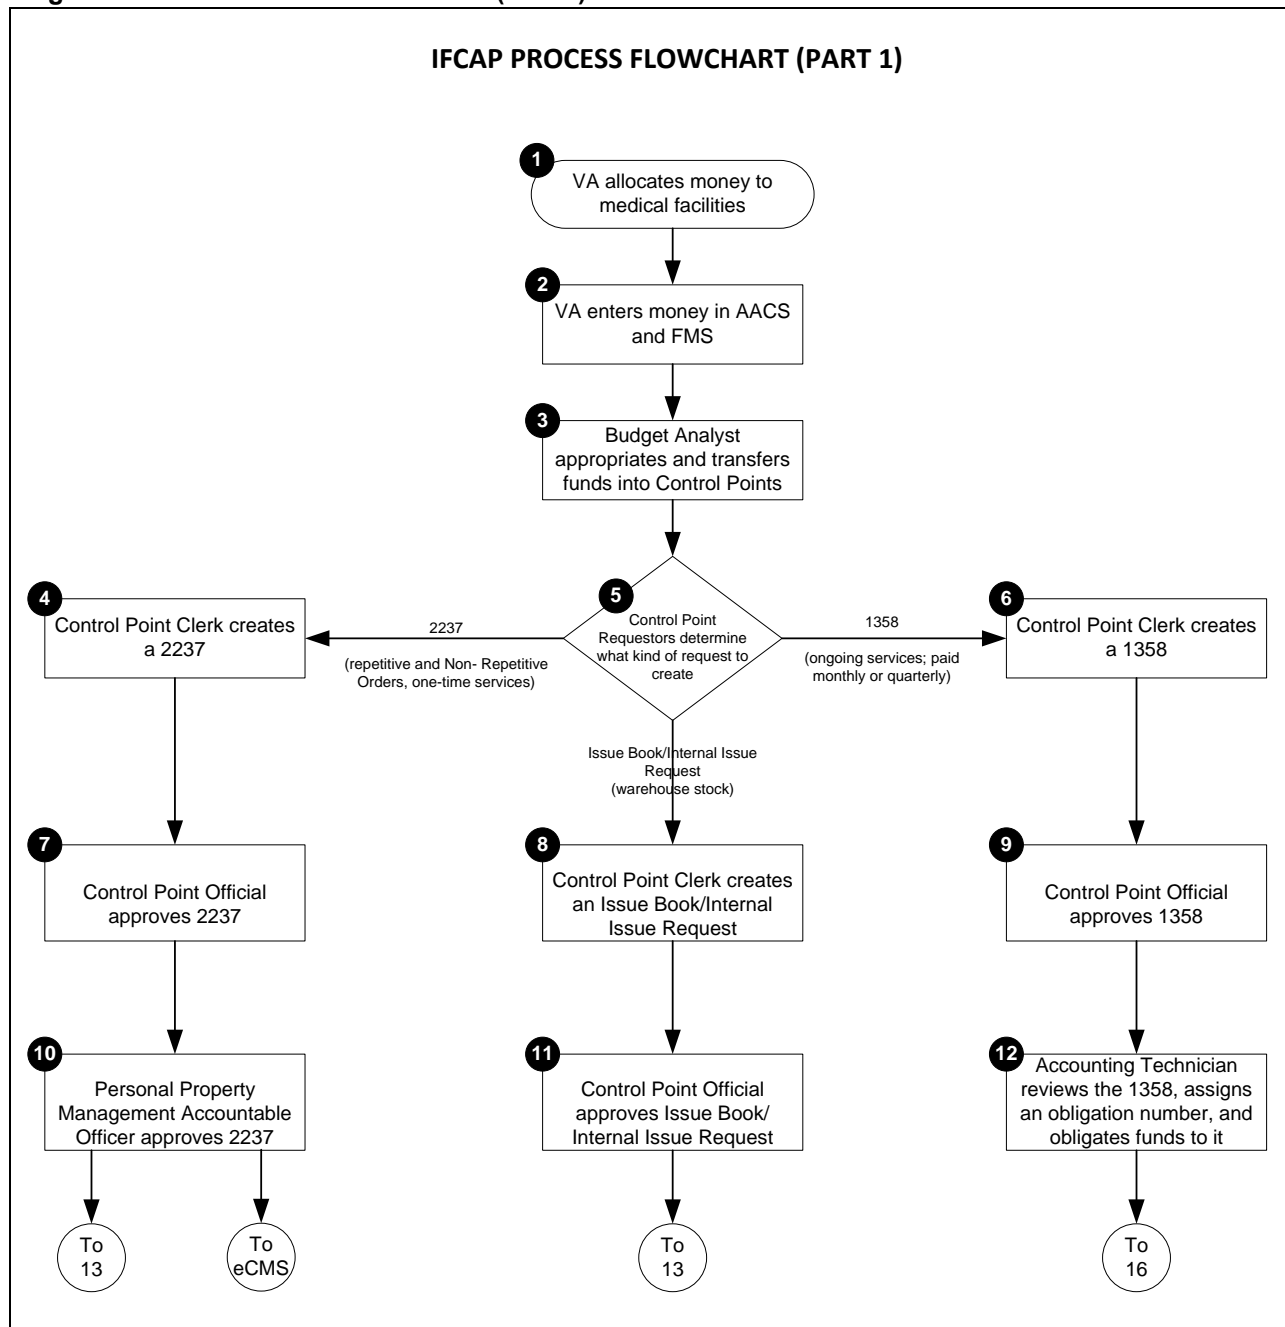 IFCAP PROCESS FLOWCHART (PART 1)
1
VA allocates money to
medical facilities
2
VA enters money in AACS
and FMS
3
Budget Analyst
appropriates and transfers
funds into Control Points
4
Control Point Clerk creates
a 2237
2237
(repetitive and Non- Repetitive
Orders, one-time services)
5
Control Point
Requestors determine
what kind of request to
create
1358
(ongoing services; paid
monthly or quarterly)
6
Control Point Clerk creates
a 1358
Issue Book/Internal Issue
Request
(warehouse stock)
7
Control Point Official
approves 2237
8
Control Point Clerk creates
an Issue Book/Internal
Issue Request
9
Control Point Official
approves 1358
10
Personal Property
Management Accountable
Officer approves 2237
11
Control Point Official
approves Issue Book/
Internal Issue Request
12
Accounting Technician
reviews the 1358, assigns
an obligation number, and
obligates funds to it
To
13
To
eCMS
To
13
To
16